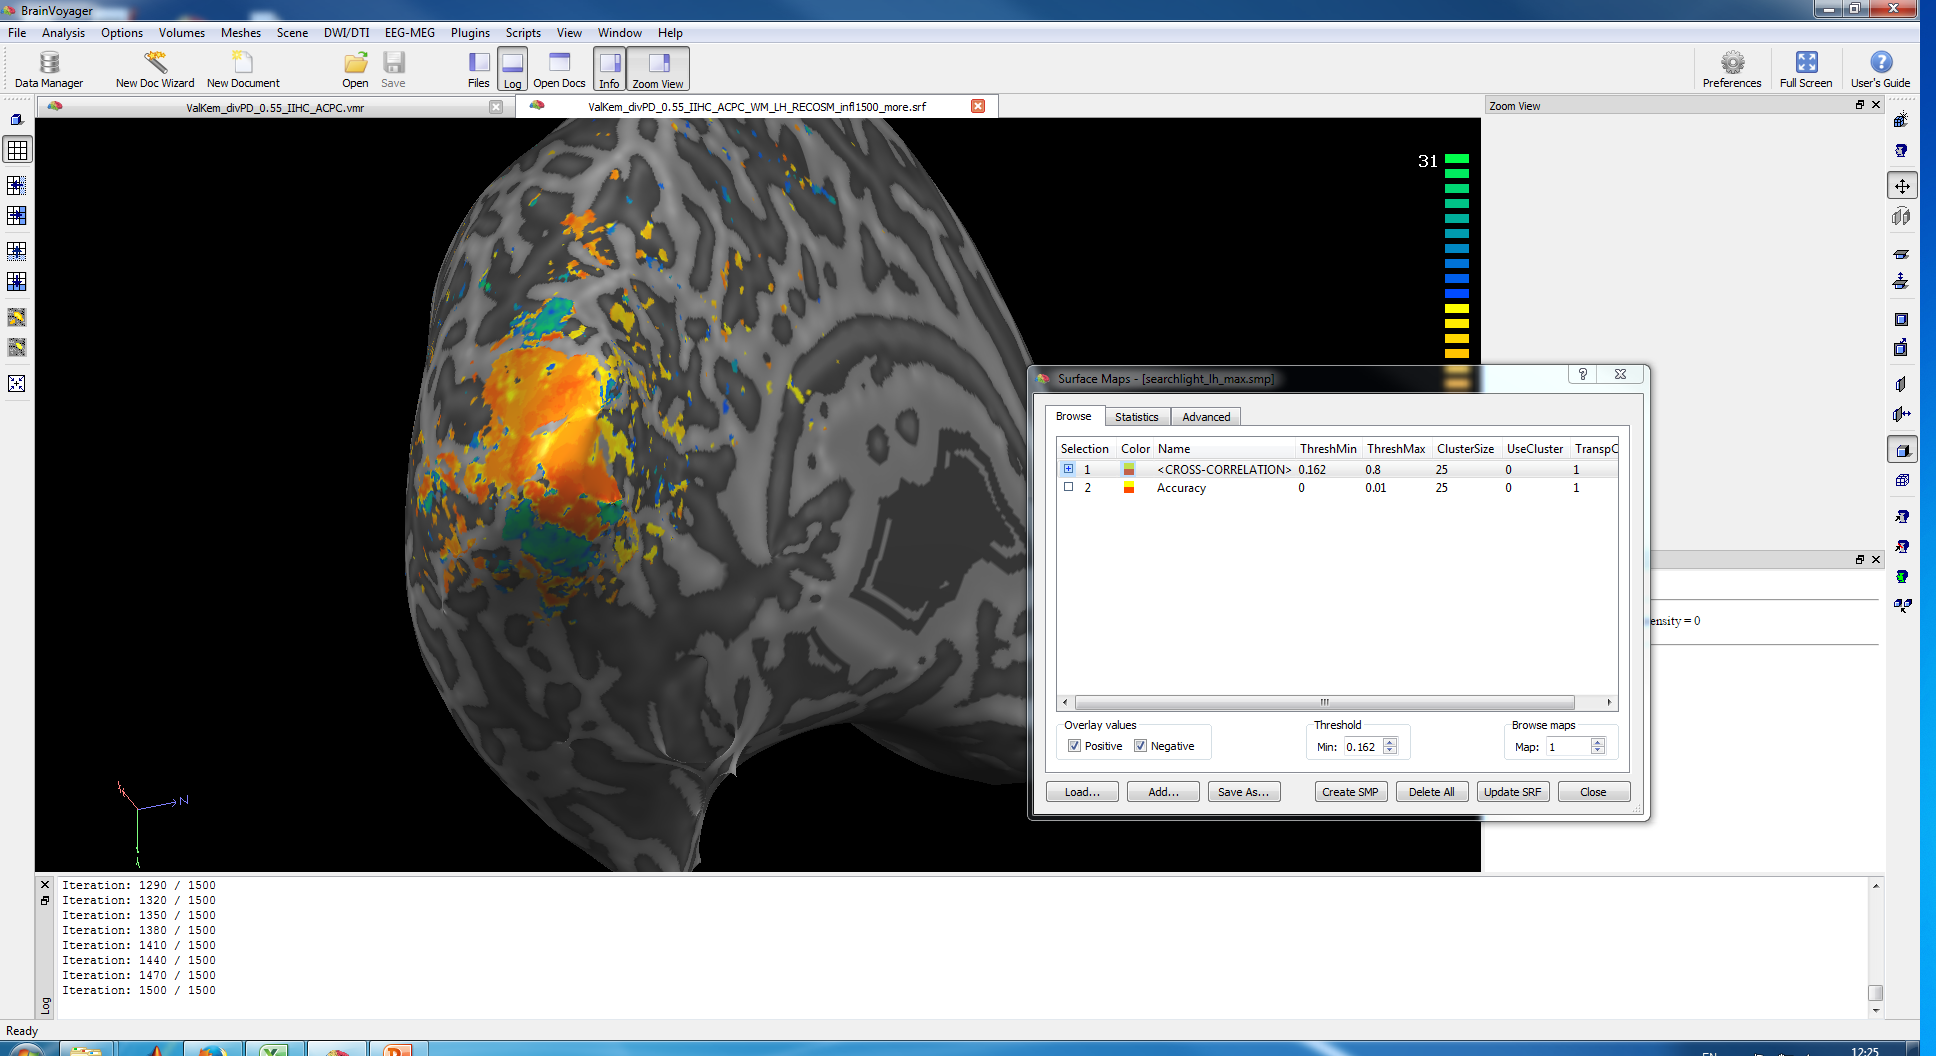 BrainVoyager
File Analysis Options Volumes Meshes Scene DWI/DTI EEG-MEG Plugins Scripts View Window Help
Data Manager New Doc Wizard New Document Open Save Files Log Open Docs Info Zoom View Preferences Full Screen User's Guide
ValKem_divPD_0.55_IIHC_ACPC.vmr ValKem_divPD_0.55_IIHC_ACPC_WM_LH_RECOSM_infl1500_more.srf Zoom View
31
Surface Maps - [searchlight_lh_max.smp]
Browse Statistics Advanced
Selection Color Name ThreshMin ThreshMax ClusterSize UseCluster TranspC
1 <CROSS-CORRELATION> 0.162 0.8 25 0 1
2 Accuracy 0 0.01 25 0 1
ensity = 0
Overlay values Threshold Browse maps
Positive Negative Min: 0.162 Map: 1
Load... Add... Save As... Create SMP Delete All Update SRF Close
Iteration: 1290 / 1500
Iteration: 1320 / 1500
Iteration: 1350 / 1500
Iteration: 1380 / 1500
Iteration: 1410 / 1500
Iteration: 1440 / 1500
Iteration: 1470 / 1500
Iteration: 1500 / 1500
Log
Ready
12:25